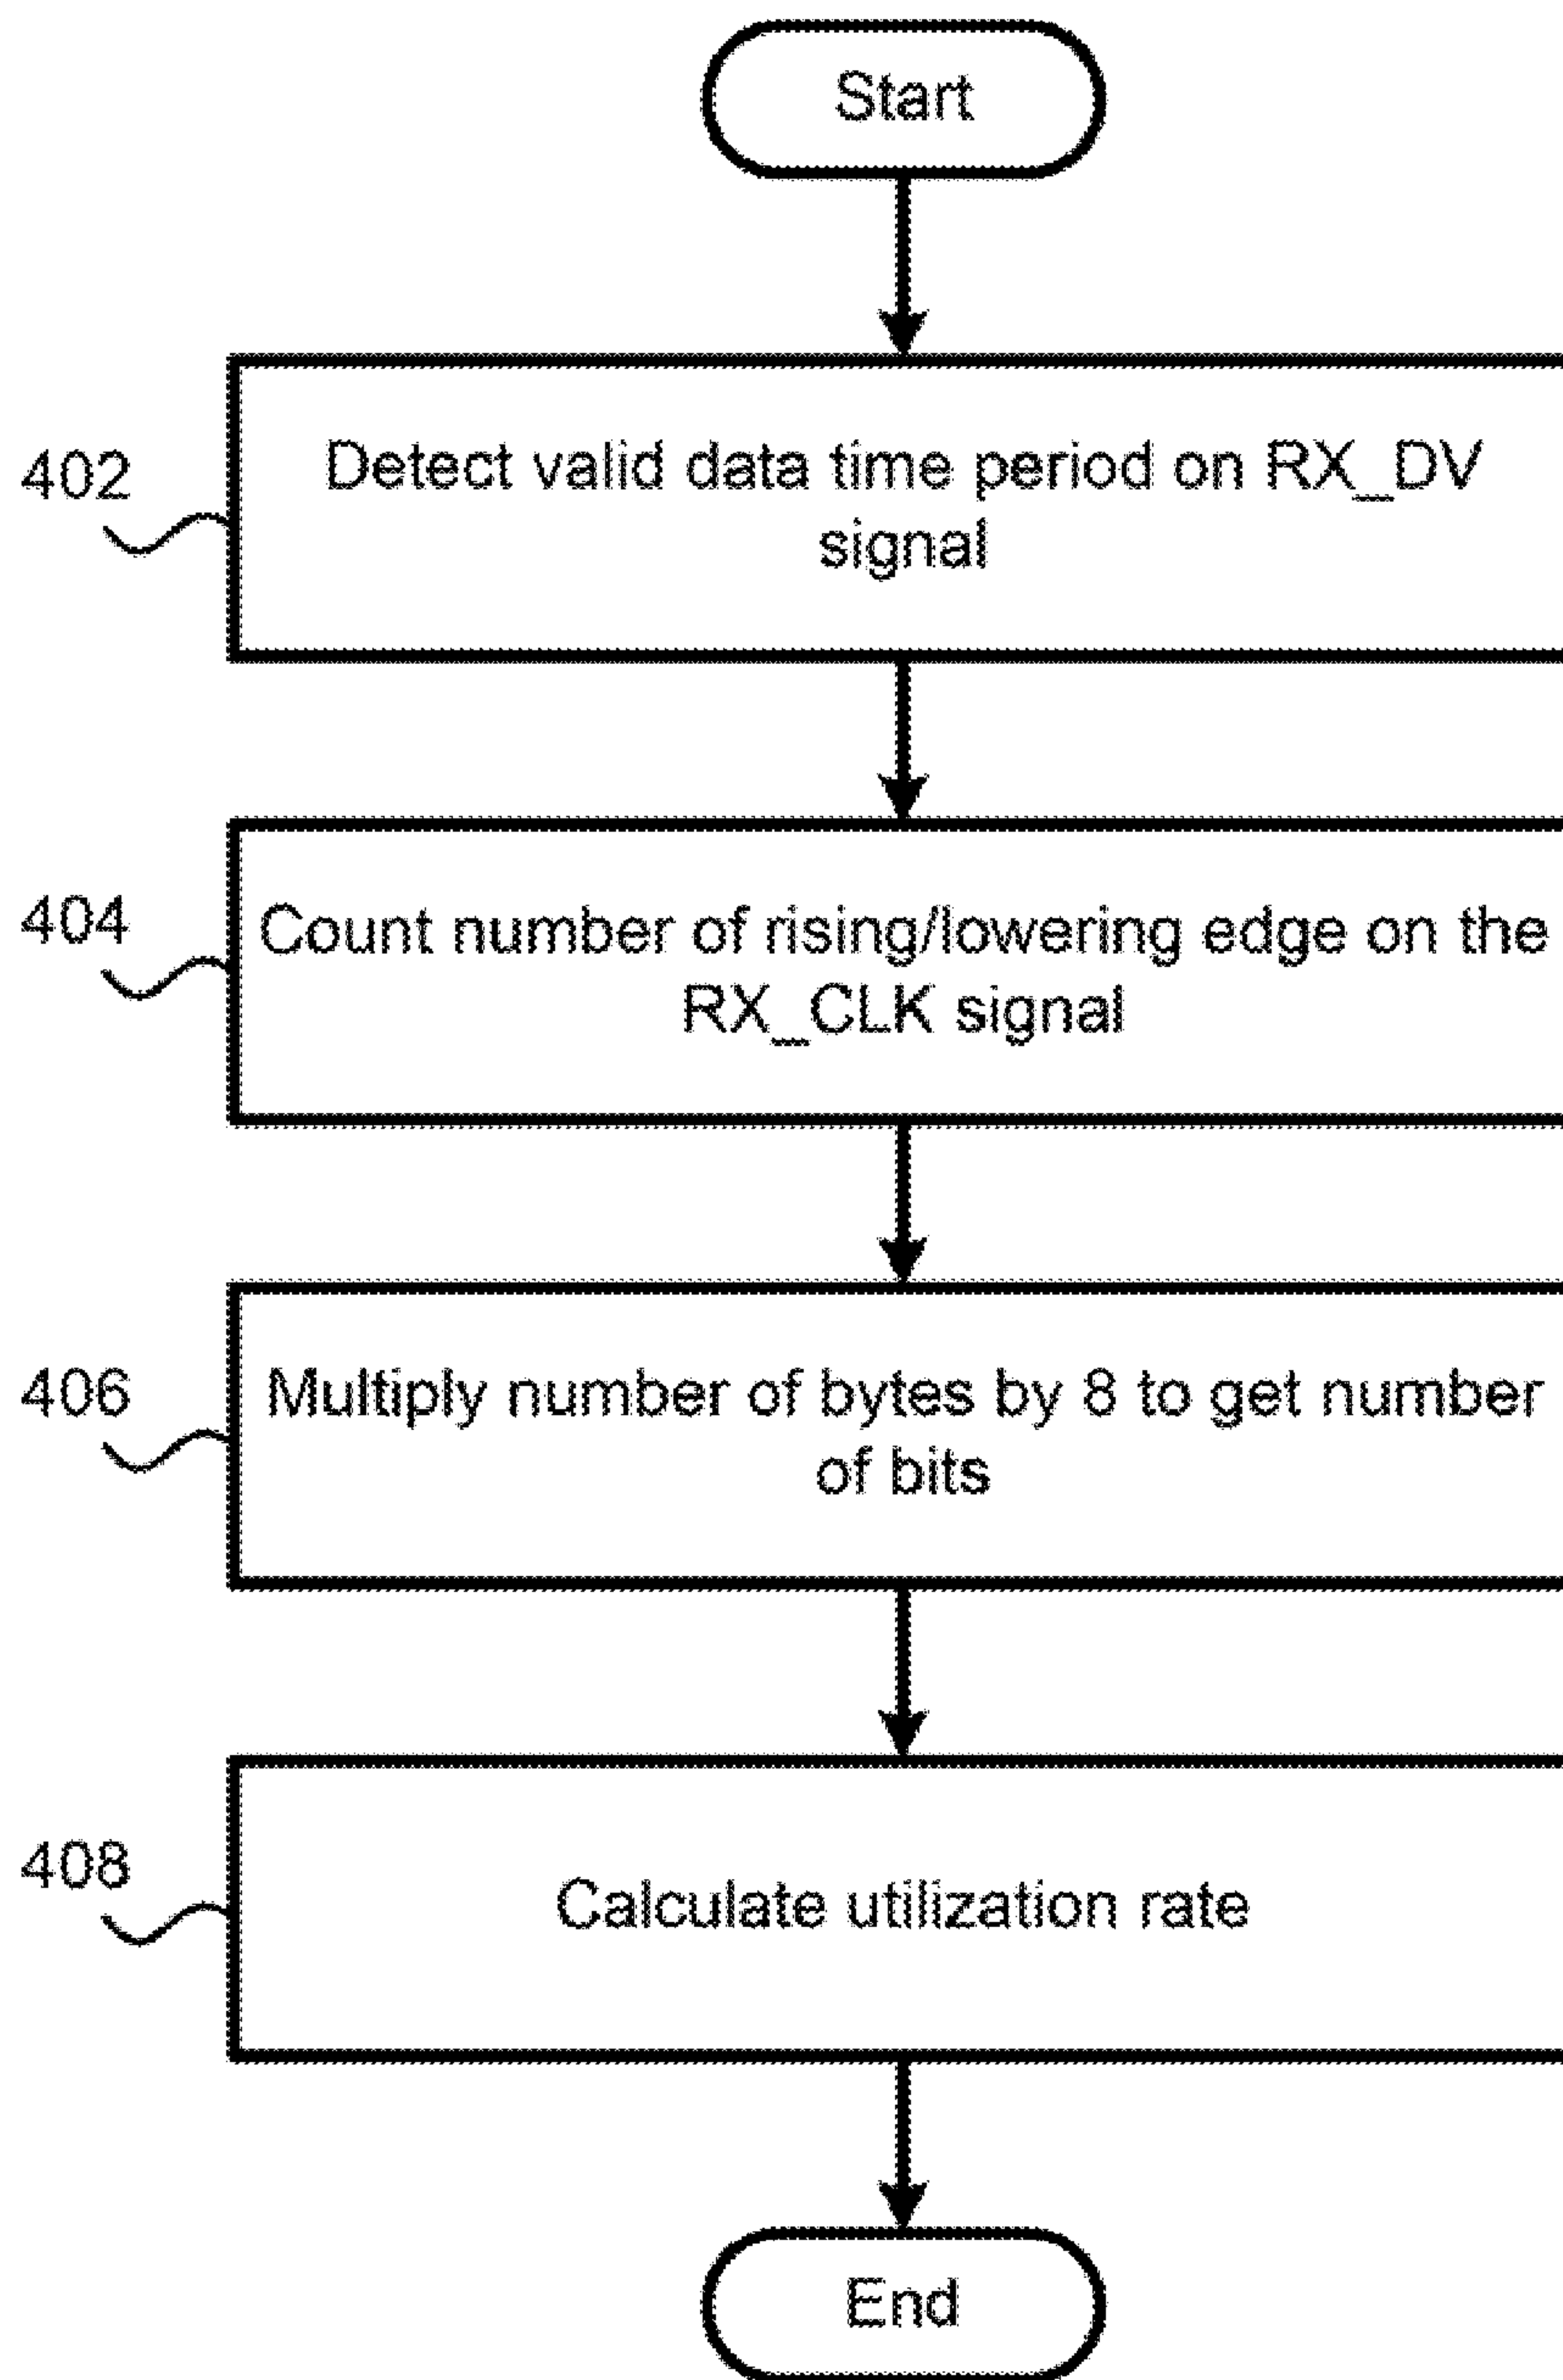 Start
402
Detect valid data time period on RX_DV
signal
404
Count number of rising/lowering edge on the
RX_CLK signal
406
Multiply number of bytes by 8 to get number
of bits
408
Calculate utilization rate
End